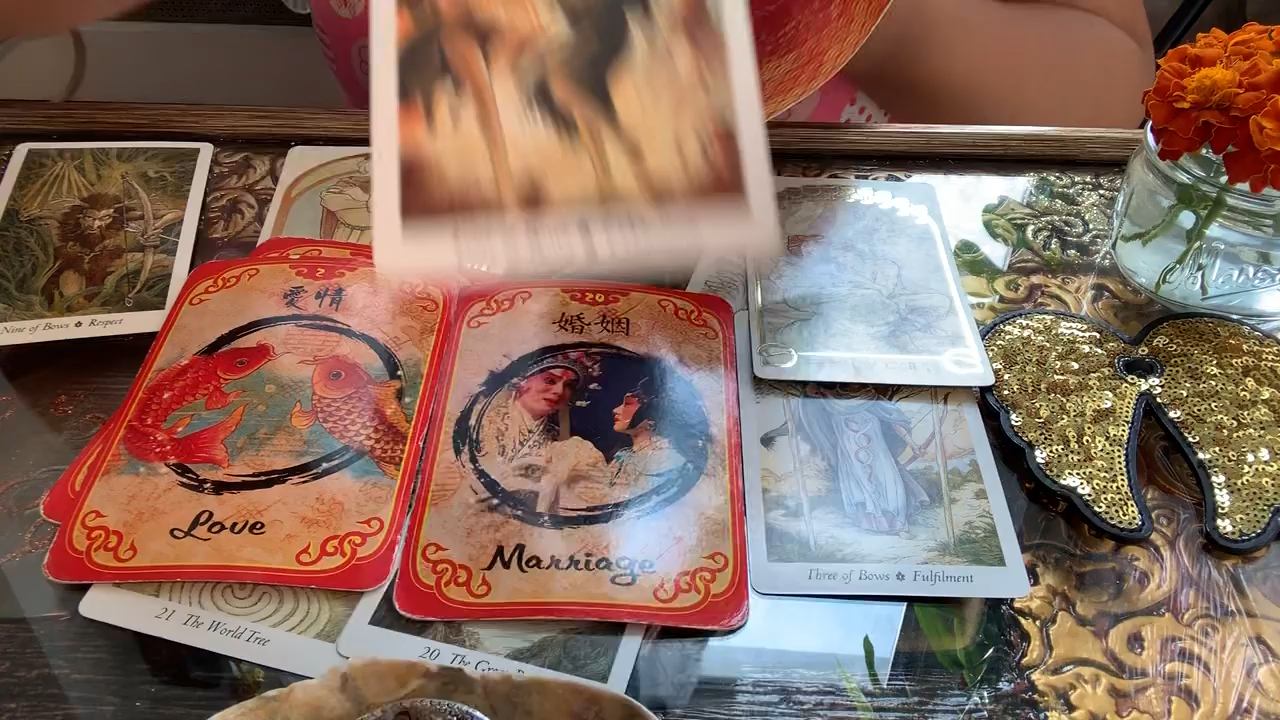 Nine of Bows ✽ Respect
2
愛情
Love
20
婚姻
Marriage
Three of Bows ✽ Fulfilment
21 The World Tree
20 The